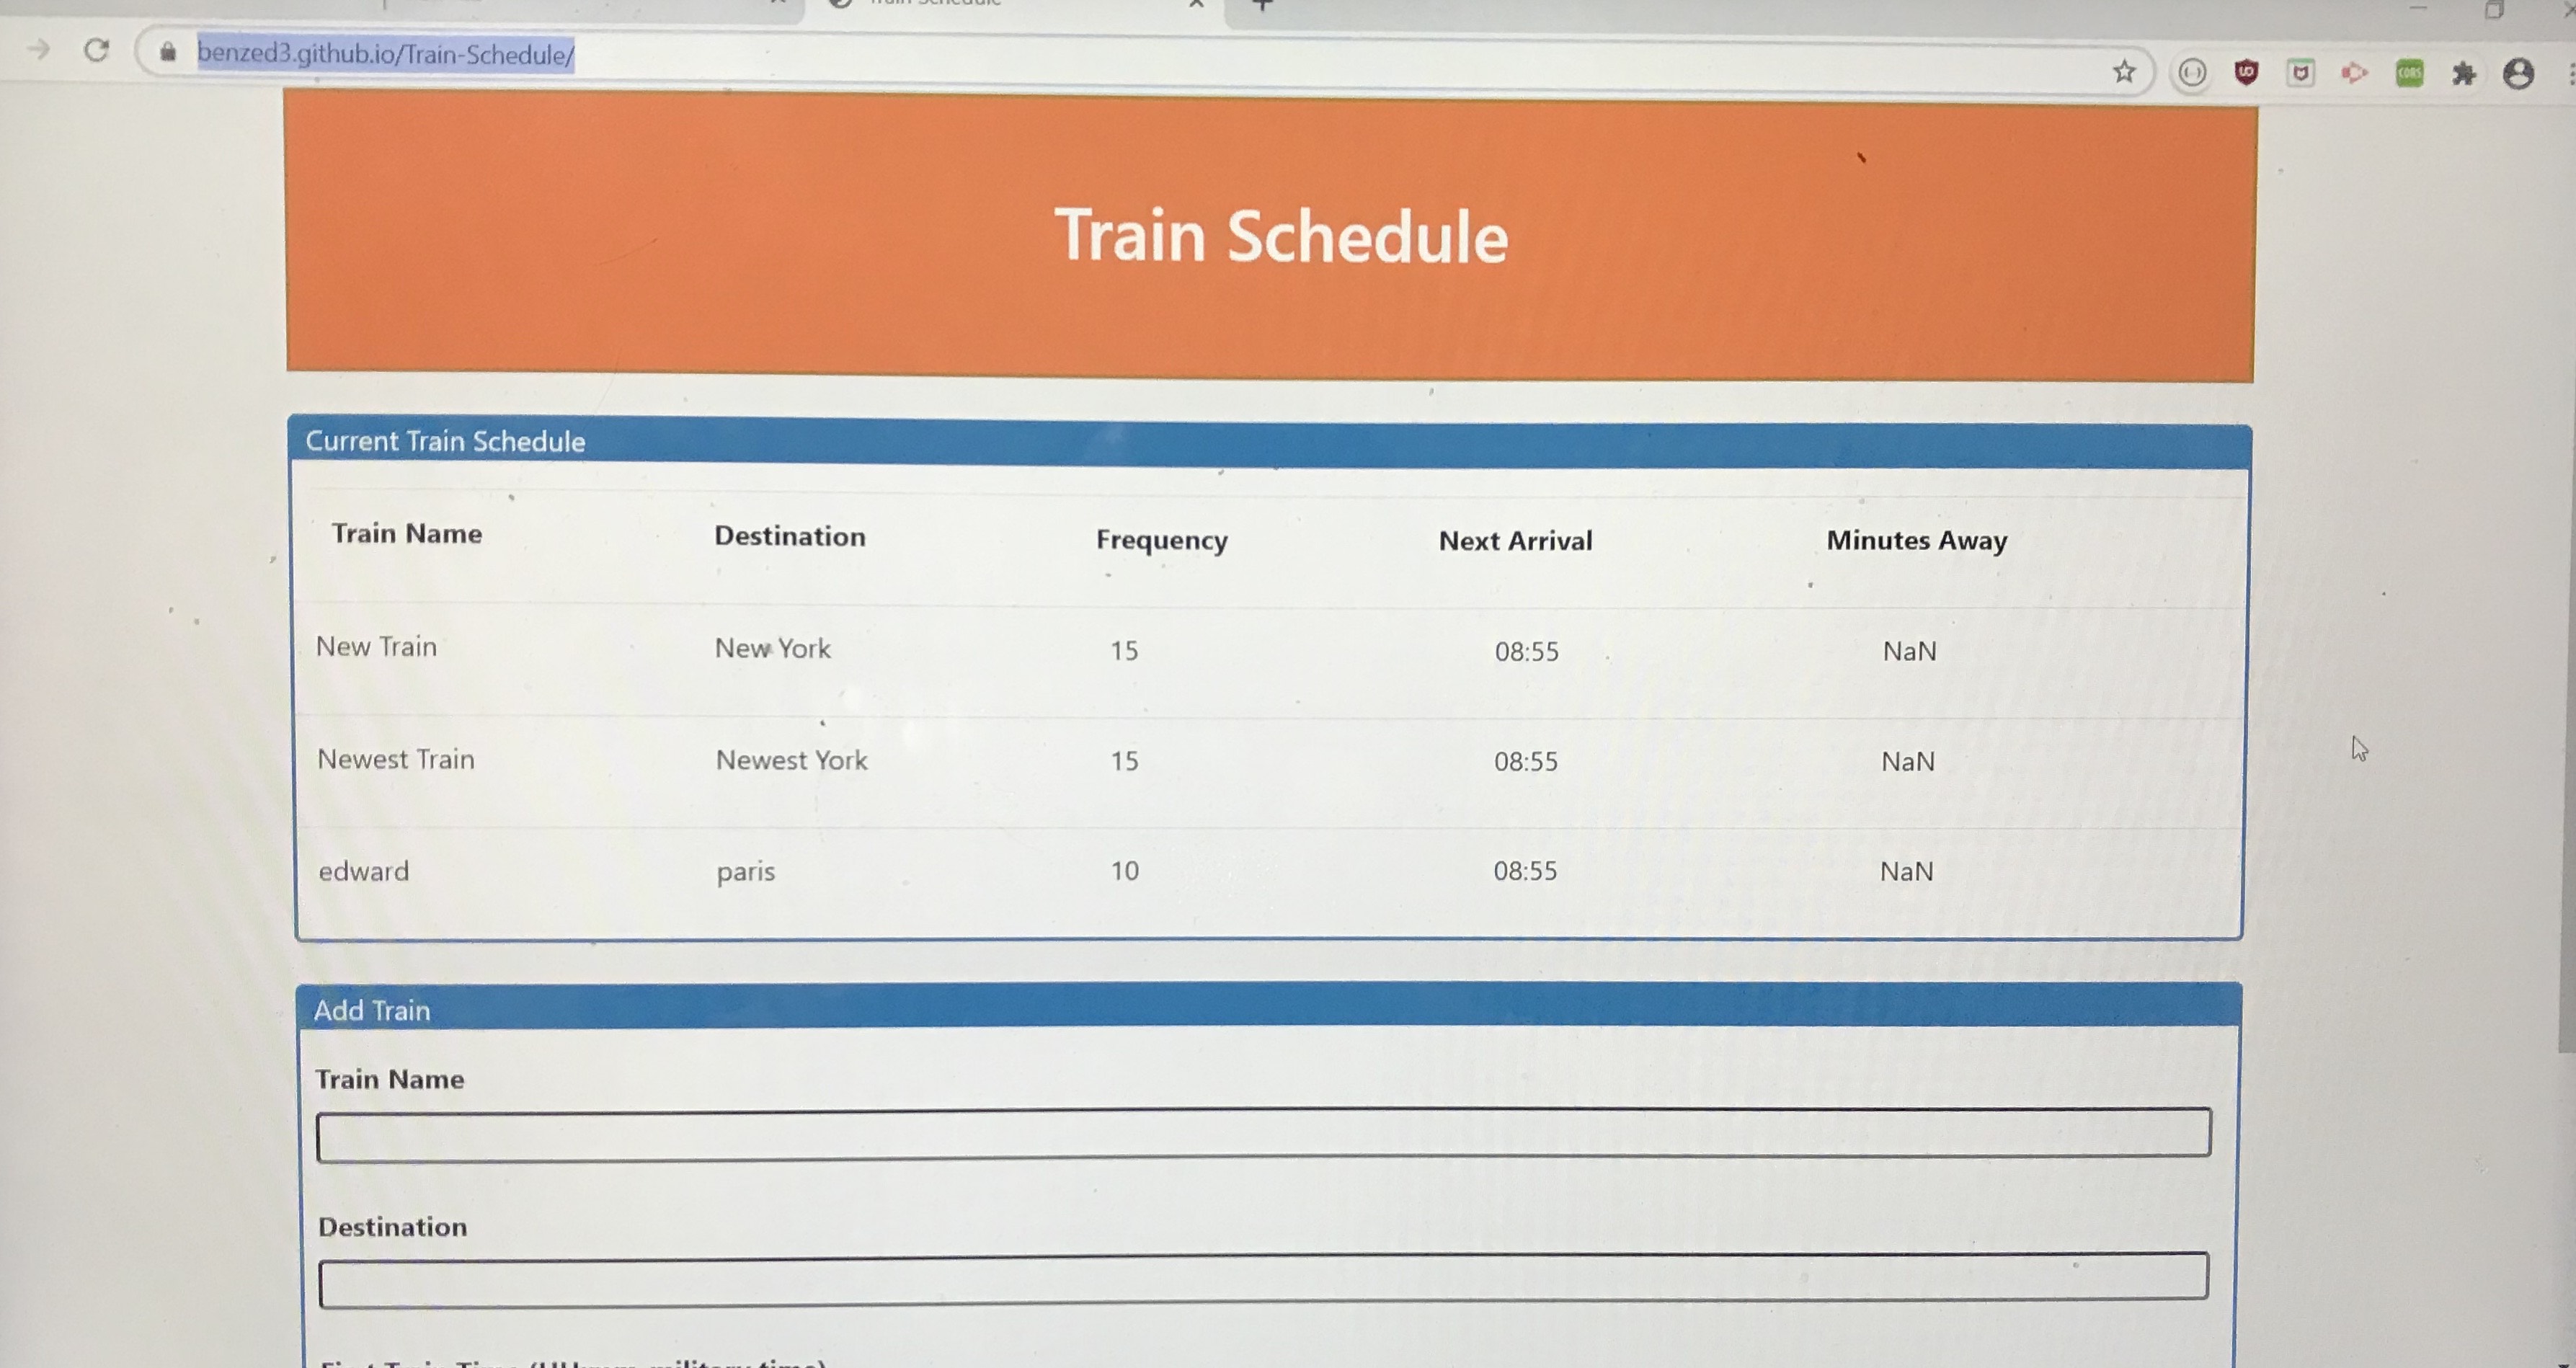 benzed3.github.io/Train-Schedule/
Train Schedule
Current Train Schedule
Train Name Destination Frequency Next Arrival Minutes Away
New Train New York 15 08:55 NaN
Newest Train Newest York 15 08:55 NaN
edward paris 10 08:55 NaN
Add Train
Train Name
Destination